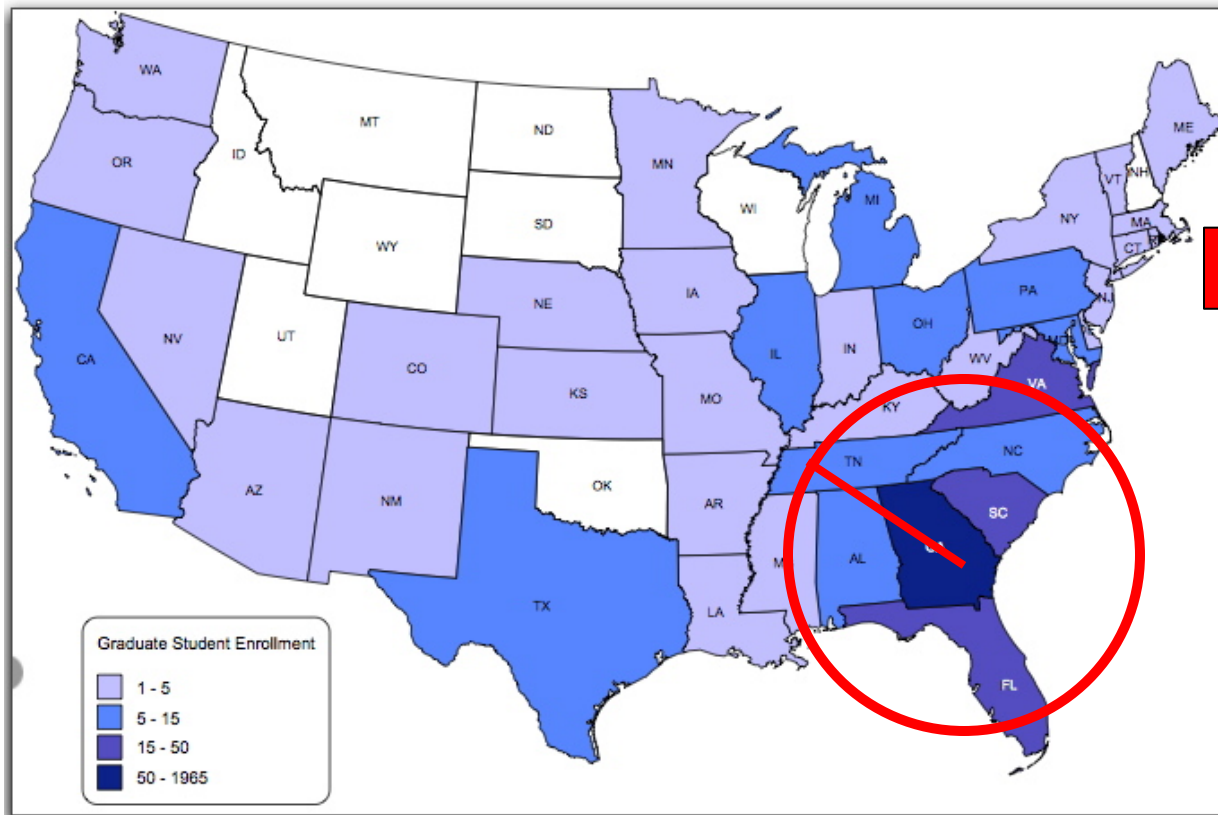 WA
MT
ND
MN
ME
OR
ID
VT
NH
WI
MI
SD
NY
MA
WY
CT
PA
IA
NE
NJ
OH
NV
UT
IL
IN
CA
CO
WV
VA
KS
MO
KY
TN
NC
OK
AZ
NM
AR
SC
AL
TX
LA
FL
Graduate Student Enrollment
1 - 5
5 - 15
15 - 50
50 - 1965